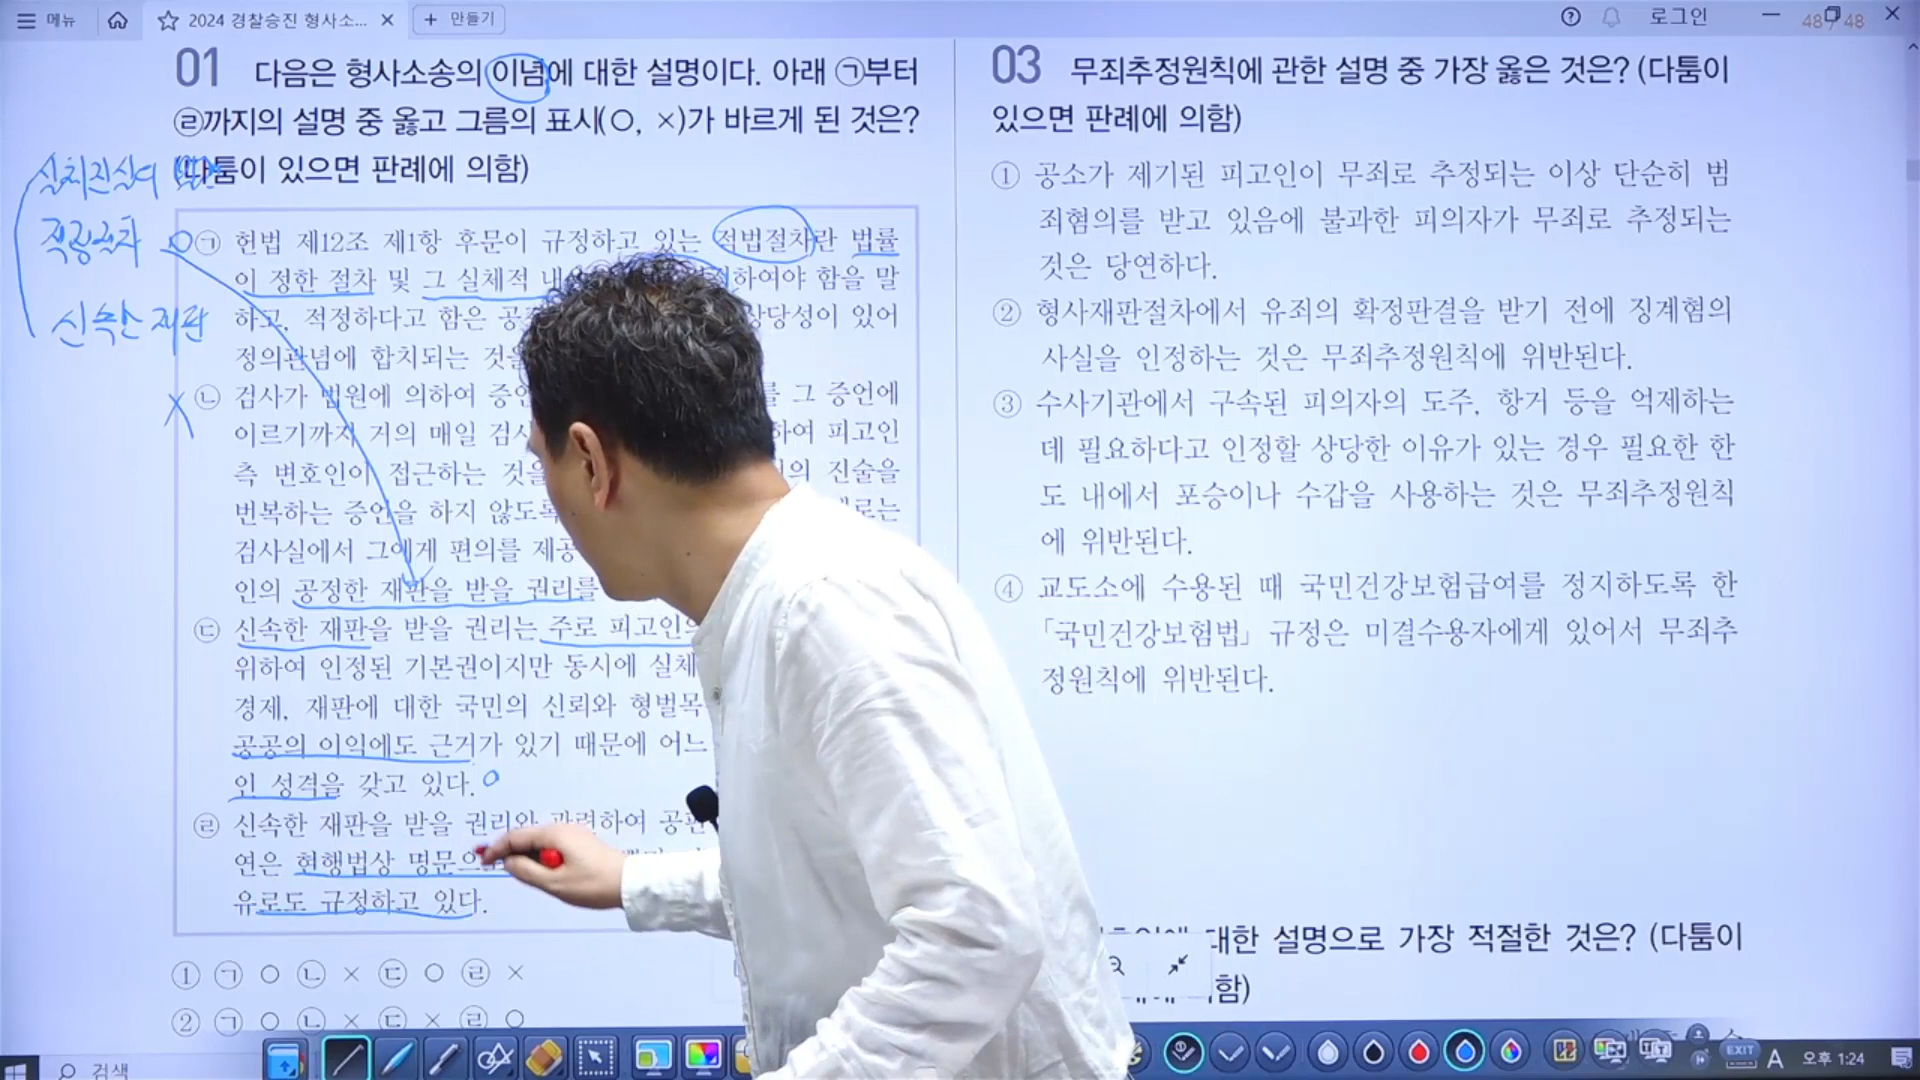 메뉴
2024 경찰승진 형사소...
만들기
로그인
48 / 48
01 다음은 형사소송의 이념에 대한 설명이다. 아래 ㉠부터
㉣까지의 설명 중 옳고 그름의 표시(○, ×)가 바르게 된 것은?
(다툼이 있으면 판례에 의함)
적정절차
신속한 재판
㉠ 헌법 제12조 제1항 후문이 규정하고 있는 적법절차란 법률
이 정한 절차 및 그 실체적 내 하여야 함을 말
하고, 적정하다고 함은 공 상당성이 있어
정의관념에 합치되는 것을
× ㉡ 검사가 법원에 의하여 증인 를 그 증언에
이르기까지 거의 매일 검사 하여 피고인
측 변호인이 접근하는 것을 의 진술을
번복하는 증언을 하지 않도록 로는
검사실에서 그에게 편의를 제공
인의 공정한 재판을 받을 권리를
㉢ 신속한 재판을 받을 권리는 주로 피고인의
위하여 인정된 기본권이지만 동시에 실체
경제, 재판에 대한 국민의 신뢰와 형벌목
공공의 이익에도 근거가 있기 때문에 어느
인 성격을 갖고 있다. ○
㉣ 신속한 재판을 받을 권리와 관련하여 공판
연은 현행법상 명문으로
유로도 규정하고 있다.
① ㉠ ○ ㉡ × ㉢ ○ ㉣ ×
② ㉠ ○ ㉡ × ㉢ × ㉣ ○
03 무죄추정원칙에 관한 설명 중 가장 옳은 것은? (다툼이
있으면 판례에 의함)
① 공소가 제기된 피고인이 무죄로 추정되는 이상 단순히 범
죄혐의를 받고 있음에 불과한 피의자가 무죄로 추정되는
것은 당연하다.
② 형사재판절차에서 유죄의 확정판결을 받기 전에 징계혐의
사실을 인정하는 것은 무죄추정원칙에 위반된다.
③ 수사기관에서 구속된 피의자의 도주, 항거 등을 억제하는
데 필요하다고 인정할 상당한 이유가 있는 경우 필요한 한
도 내에서 포승이나 수갑을 사용하는 것은 무죄추정원칙
에 위반된다.
④ 교도소에 수용된 때 국민건강보험급여를 정지하도록 한
「국민건강보험법」 규정은 미결수용자에게 있어서 무죄추
정원칙에 위반된다.
대한 설명으로 가장 적절한 것은? (다툼이
함)
검색
EXIT
A
오후 1:24